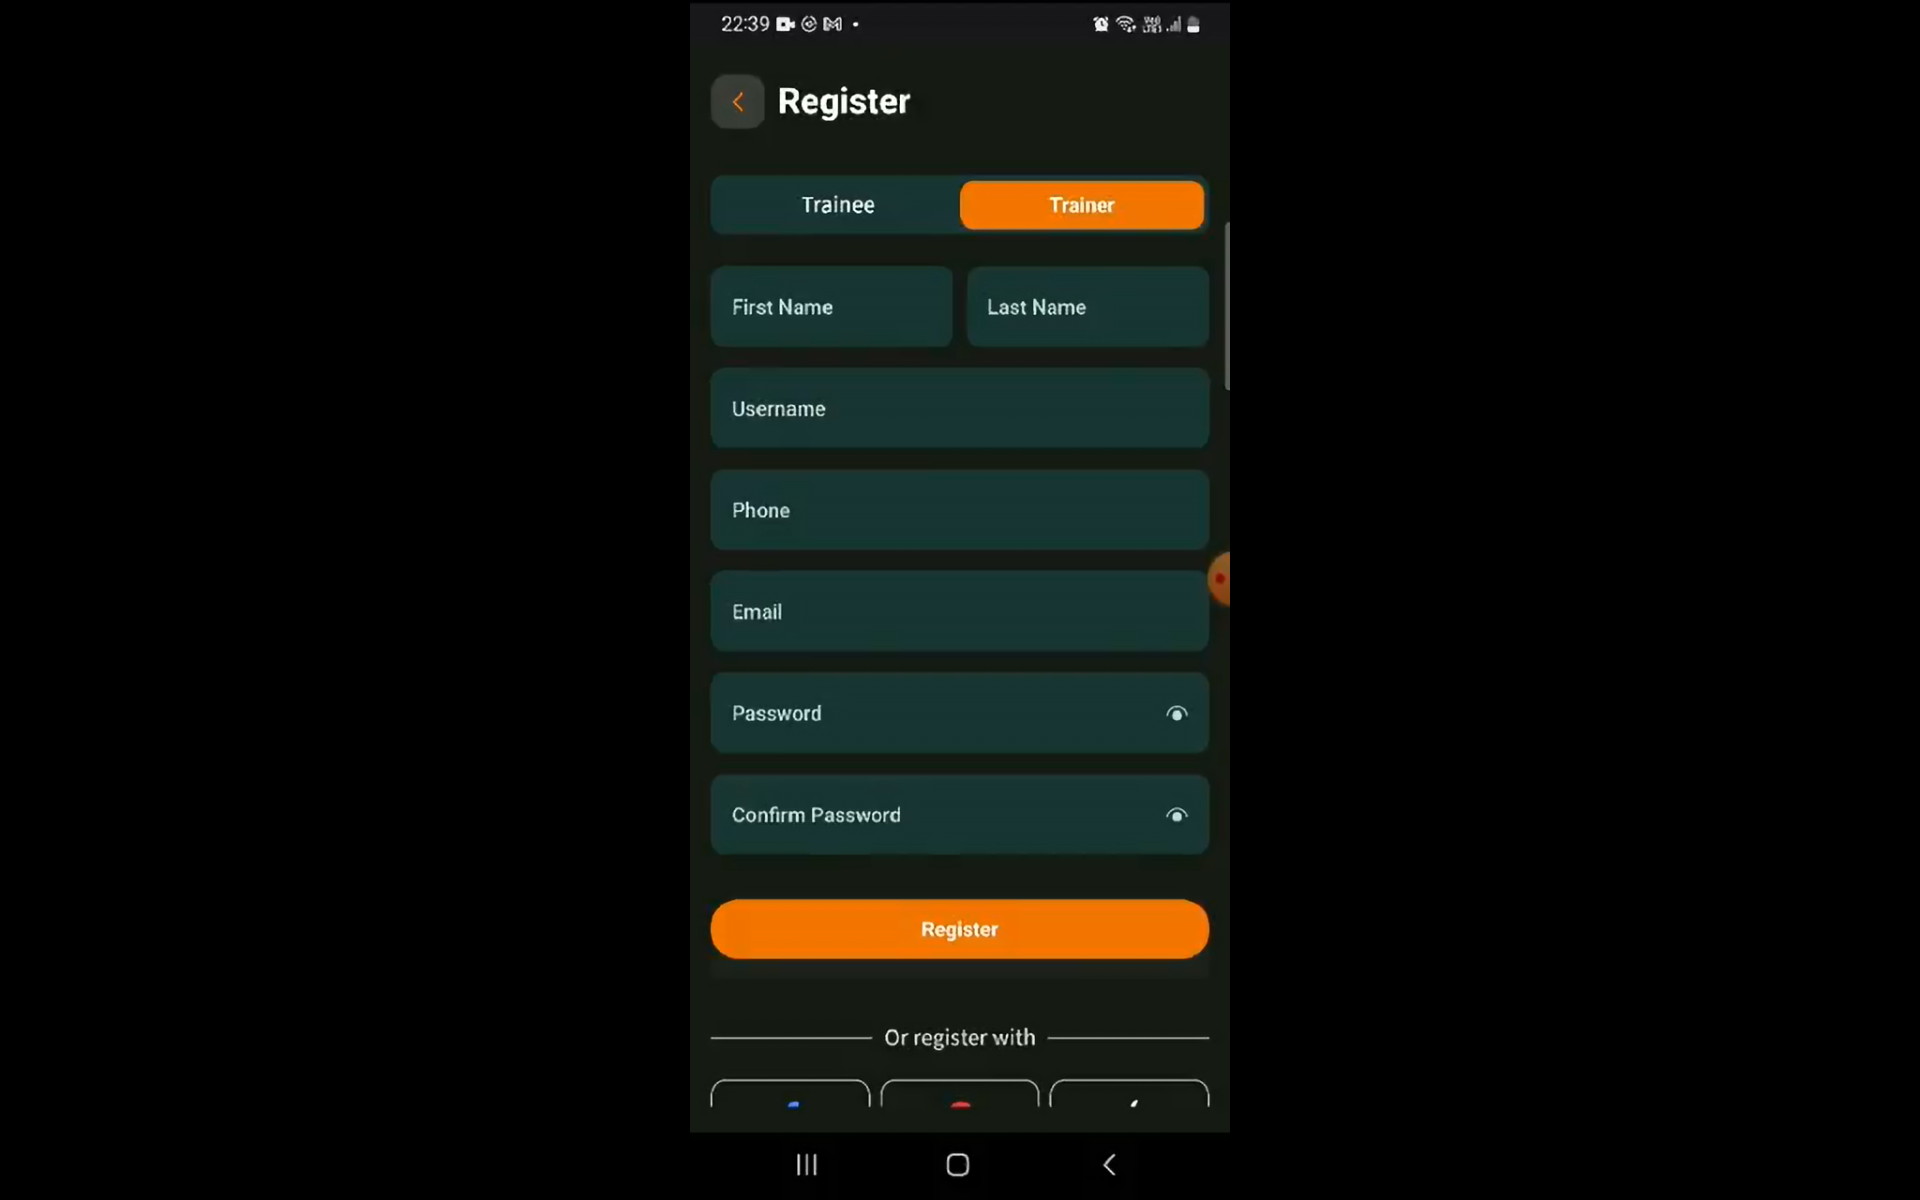 22:39
Register
Trainee Trainer
First Name Last Name
Username
Phone
Email
Password
Confirm Password
Register
Or register with